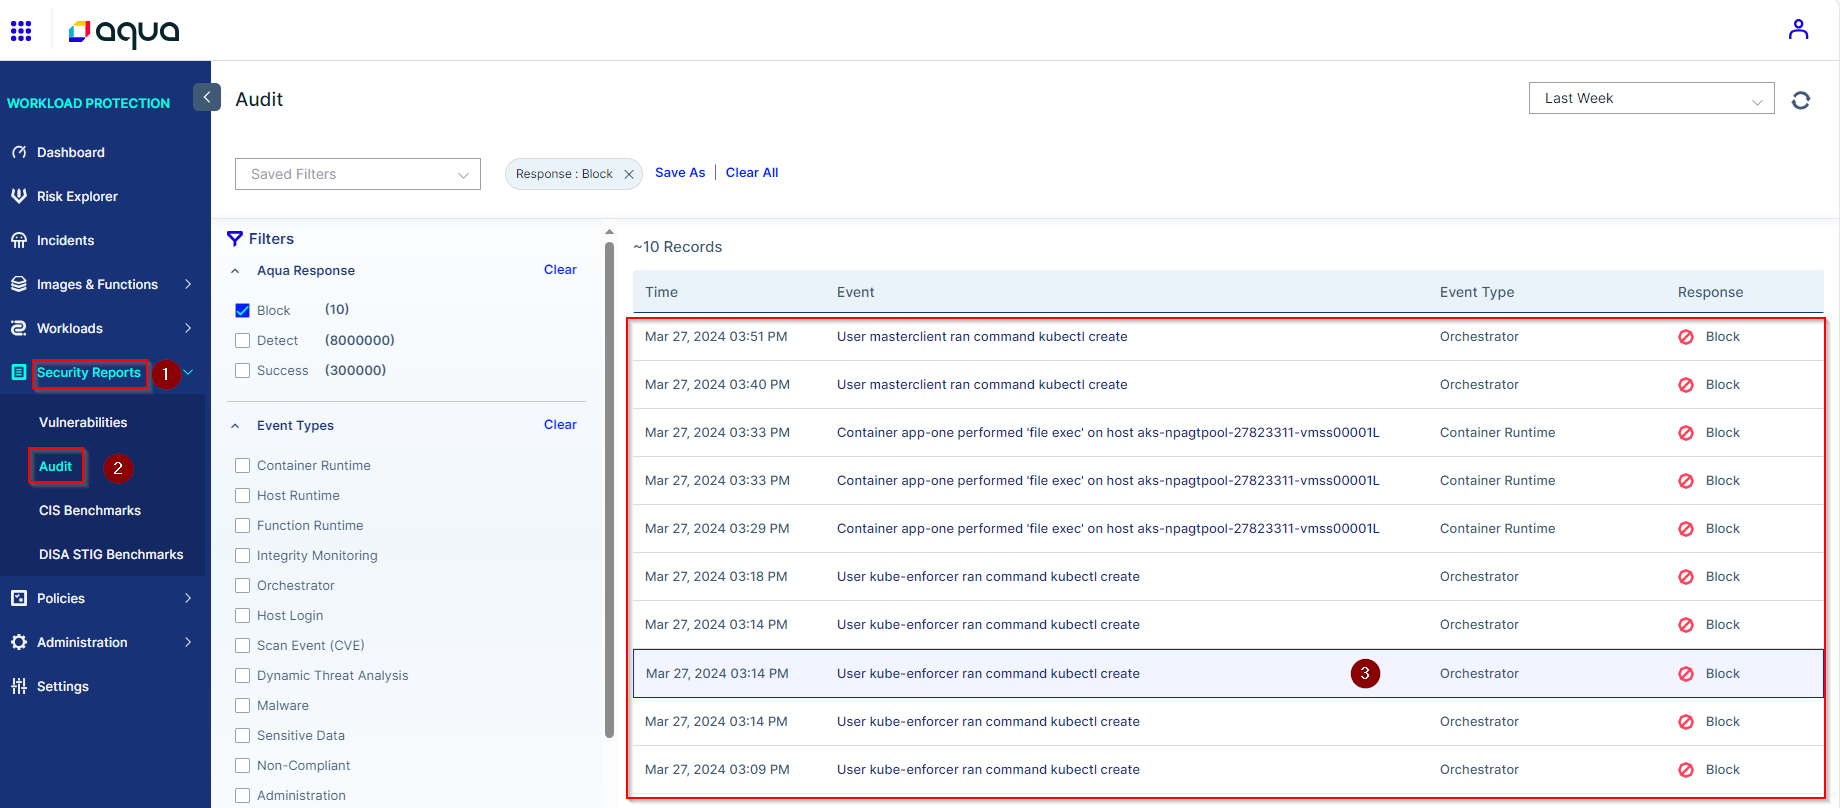 aqua
WORKLOAD PROTECTION
Dashboard
Risk Explorer
Incidents
Images & Functions
Workloads
Security Reports 1
Vulnerabilities
Audit 2
CIS Benchmarks
DISA STIG Benchmarks
Policies
Administration
Settings
Audit
Last Week
Saved Filters
Response : Block
Save As
Clear All
Filters
Aqua Response Clear
Block (10)
Detect (8000000)
Success (300000)
Event Types Clear
Container Runtime
Host Runtime
Function Runtime
Integrity Monitoring
Orchestrator
Host Login
Scan Event (CVE)
Dynamic Threat Analysis
Malware
Sensitive Data
Non-Compliant
Administration
~10 Records
Time Event Event Type Response
Mar 27, 2024 03:51 PM User masterclient ran command kubectl create Orchestrator Block
Mar 27, 2024 03:40 PM User masterclient ran command kubectl create Orchestrator Block
Mar 27, 2024 03:33 PM Container app-one performed 'file exec' on host aks-npagtpool-27823311-vmss00001L Container Runtime Block
Mar 27, 2024 03:33 PM Container app-one performed 'file exec' on host aks-npagtpool-27823311-vmss00001L Container Runtime Block
Mar 27, 2024 03:29 PM Container app-one performed 'file exec' on host aks-npagtpool-27823311-vmss00001L Container Runtime Block
Mar 27, 2024 03:18 PM User kube-enforcer ran command kubectl create Orchestrator Block
Mar 27, 2024 03:14 PM User kube-enforcer ran command kubectl create Orchestrator Block
Mar 27, 2024 03:14 PM User kube-enforcer ran command kubectl create 3 Orchestrator Block
Mar 27, 2024 03:14 PM User kube-enforcer ran command kubectl create Orchestrator Block
Mar 27, 2024 03:09 PM User kube-enforcer ran command kubectl create Orchestrator Block